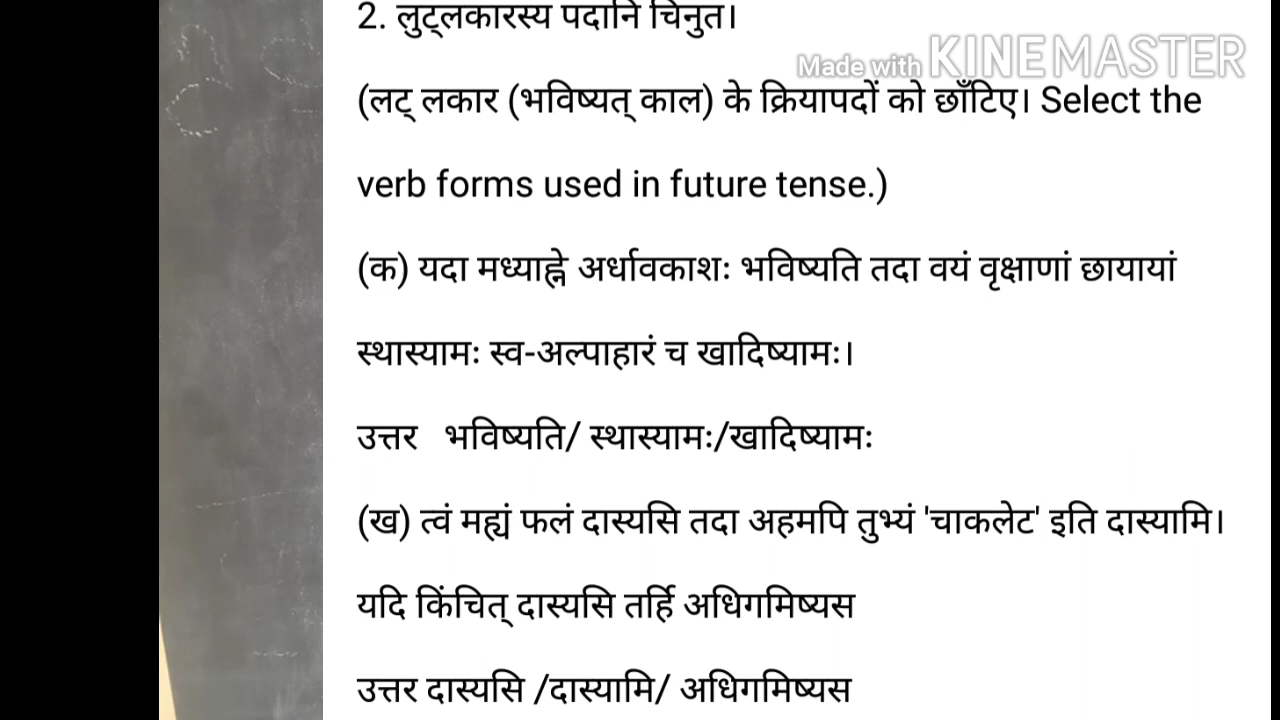 2. लुट्लकारस्य पदानि चिनुत।
Made with KINEMASTER
(लट् लकार (भविष्यत् काल) के क्रियापदों को छाँटिए। Select the
verb forms used in future tense.)
(क) यदा मध्याह्ने अर्धावकाशः भविष्यति तदा वयं वृक्षाणां छायायां
स्थास्यामः स्व-अल्पाहारं च खादिष्यामः।
उत्तर भविष्यति/ स्थास्यामः/खादिष्यामः
(ख) त्वं मह्यं फलं दास्यसि तदा अहमपि तुभ्यं 'चाकलेट' इति दास्यामि।
यदि किंचित् दास्यसि तर्हि अधिगमिष्यस
उत्तर दास्यसि /दास्यामि/ अधिगमिष्यस